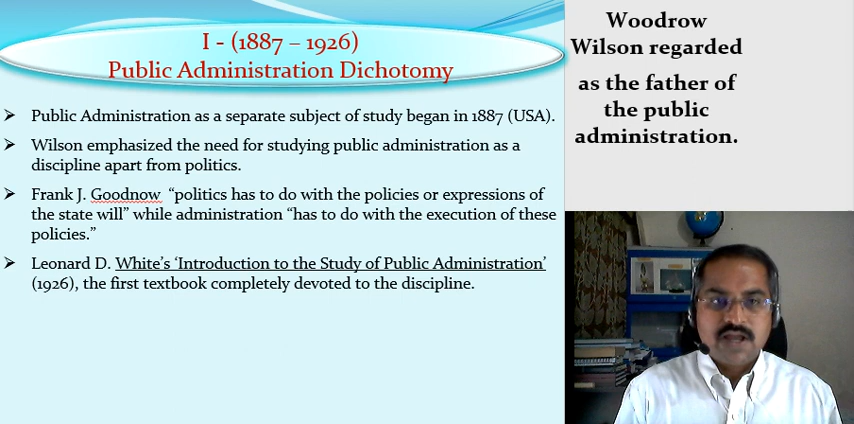 I - (1887 – 1926)
Public Administration Dichotomy
Public Administration as a separate subject of study began in 1887 (USA).
Wilson emphasized the need for studying public administration as a
discipline apart from politics.
Frank J. Goodnow “politics has to do with the policies or expressions of
the state will” while administration “has to do with the execution of these
policies.”
Leonard D. White's ‘Introduction to the Study of Public Administration’
(1926), the first textbook completely devoted to the discipline.
Woodrow
Wilson regarded
as the father of
the public
administration.